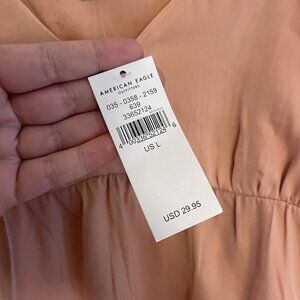 AMERICAN EAGLE
OUTFITTERS
035-0358-2159
639
33652124
US L
USD 29.95